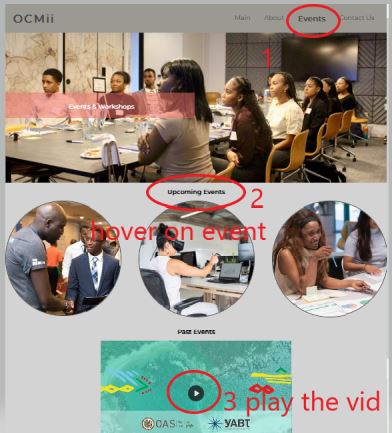 OCMii
Main About Events Contact Us
1
Events & Workshops
Upcoming Events
2
hover on event
Past Events
3 play the vid
OAS
YABT